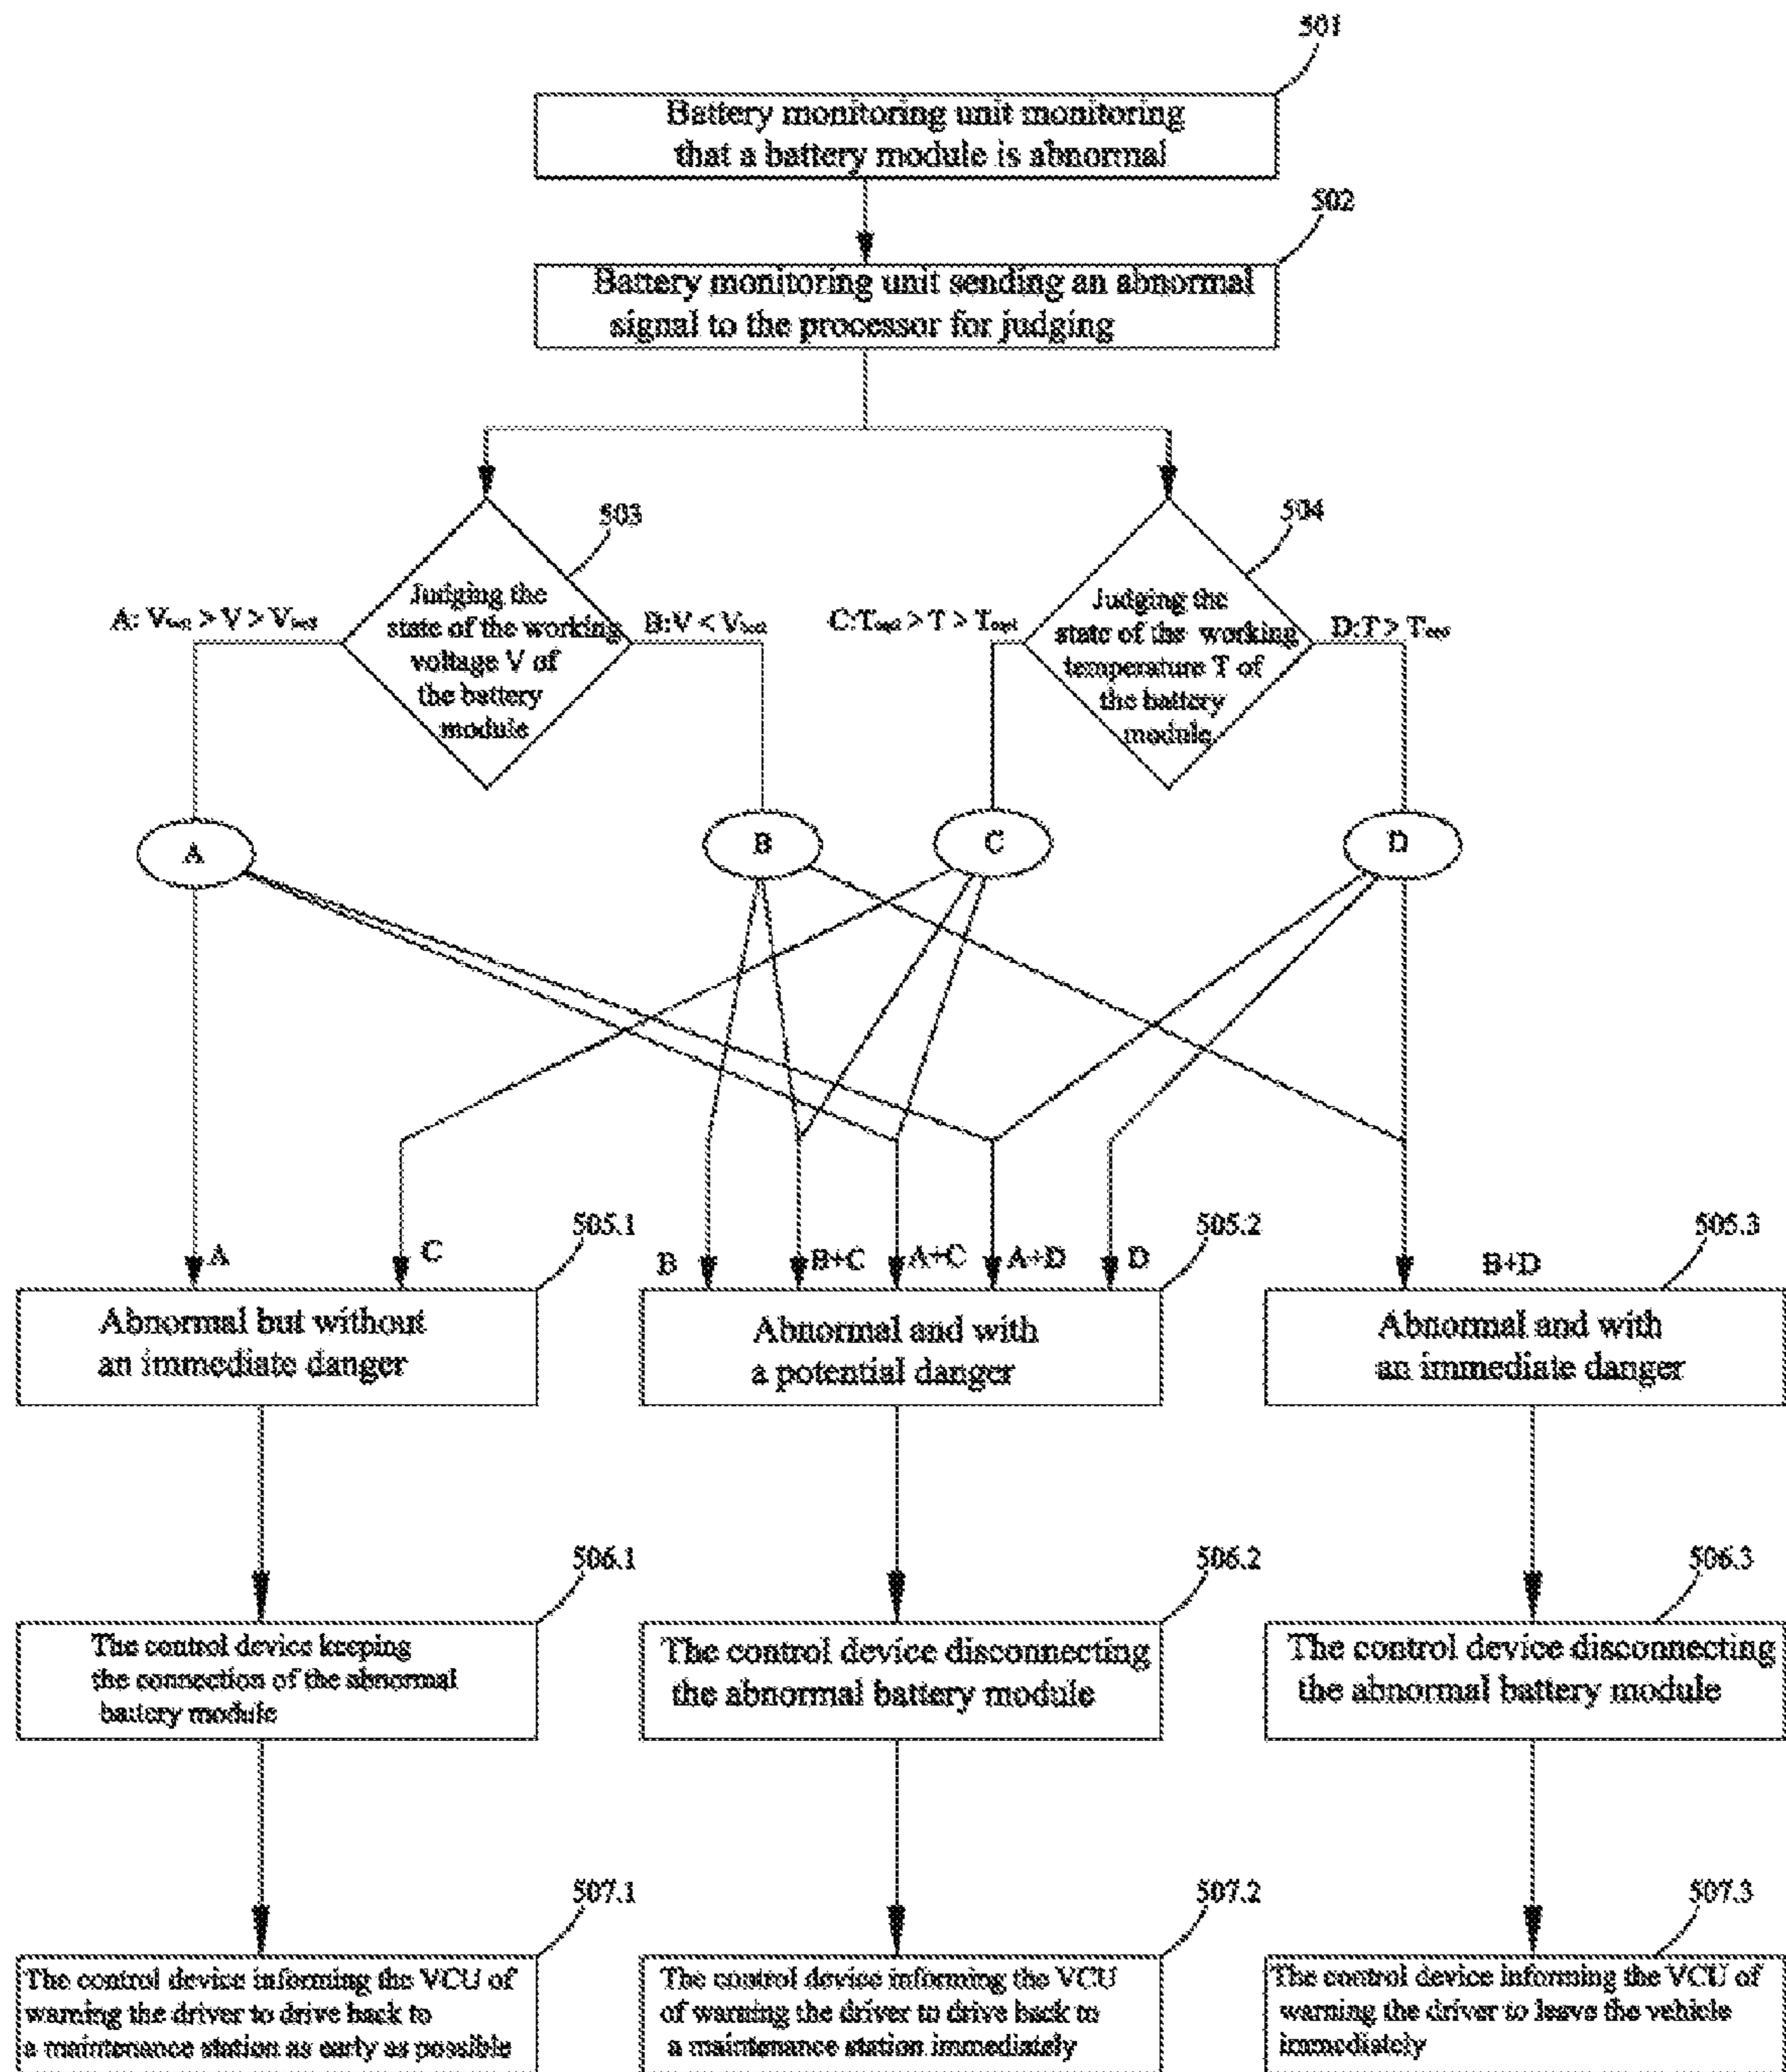 501
Battery monitoring unit monitoring
that a battery module is abnormal
502
Battery monitoring unit sending an abnormal
signal to the processor for judging
503
504
Judging the
state of the working
voltage V of
the battery
module
Judging the
state of the working
temperature T of
the battery
module
A: V > V > V
B:V < V
C:T > T > T
D:T > T
A
B
C
D
505.1
505.2
505.3
A
C
B
B+C
A+C
A+D
D
B+D
Abnormal but without
an immediate danger
Abnormal and with
a potential danger
Abnormal and with
an immediate danger
506.1
506.2
506.3
The control device keeping
the connection of the abnormal
battery module
The control device disconnecting
the abnormal battery module
The control device disconnecting
the abnormal battery module
507.1
507.2
507.3
The control device informing the VCU of
warning the driver to drive back to
a maintenance station as early as possible
The control device informing the VCU
of warning the driver to drive back to
a maintenance station immediately
The control device informing the VCU of
warning the driver to leave the vehicle
immediately